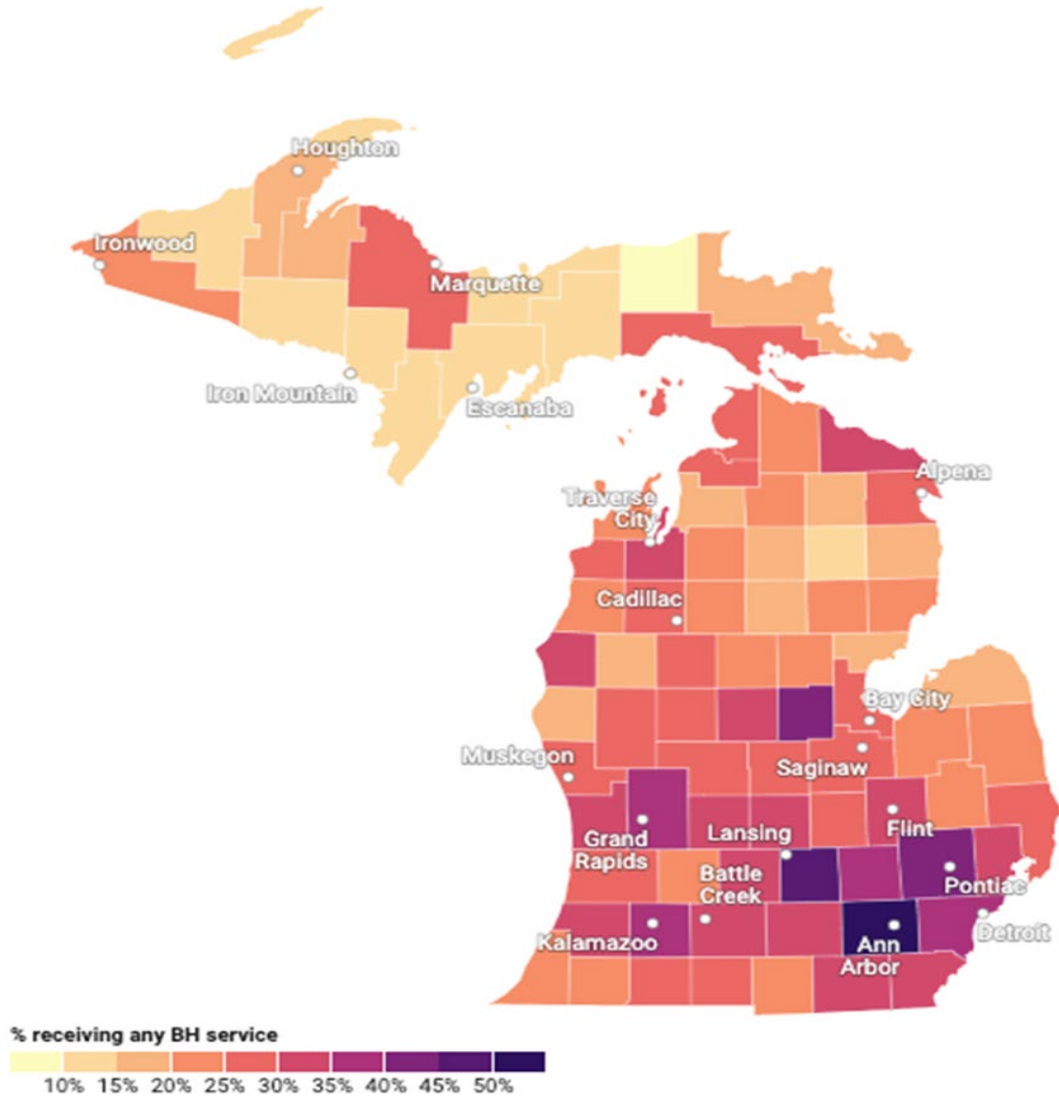 Houghton
Ironwood
Marquette
Iron Mountain
Escanaba
Alpena
Traverse
City
Cadillac
Bay City
Muskegon
Saginaw
Grand
Rapids
Lansing
Flint
Battle
Creek
Pontiac
Kalamazoo
Ann
Arbor
Detroit
% receiving any BH service
10% 15% 20% 25% 30% 35% 40% 45% 50%